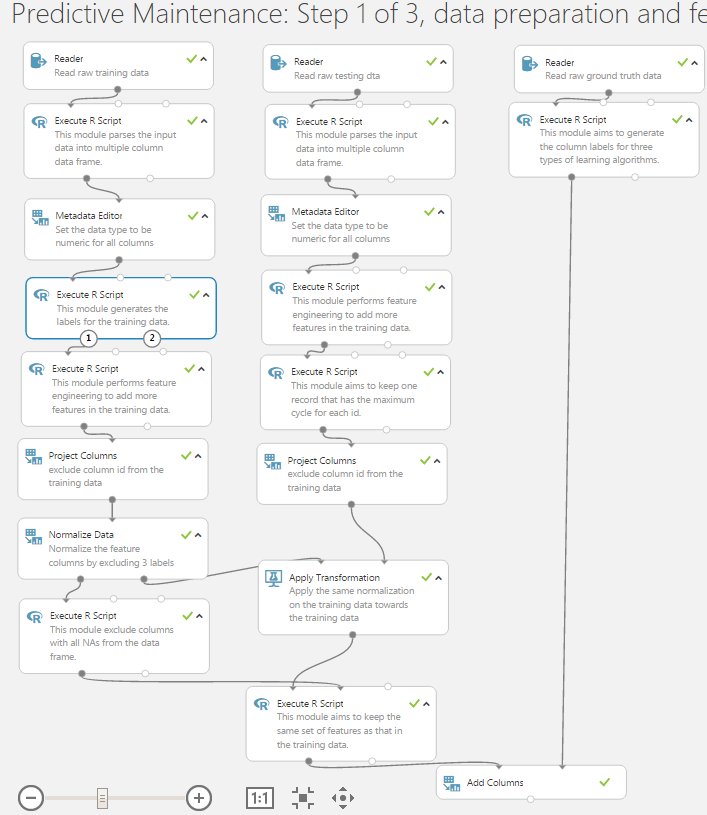 Predictive Maintenance: Step 1 of 3, data preparation and fe
Reader
Read raw training data
Execute R Script
This module parses the input
data into multiple column
data frame.
Metadata Editor
Set the data type to be
numeric for all columns
Execute R Script
This module generates the
labels for the training data.
1
2
Execute R Script
This module performs feature
engineering to add more
features in the training data.
Project Columns
exclude column id from the
training data
Normalize Data
Normalize the feature
columns by excluding 3 labels
Execute R Script
This module exclude columns
with all NAs from the data
frame.
Reader
Read raw testing dta
Execute R Script
This module parses the input
data into multiple column
data frame.
Metadata Editor
Set the data type to be
numeric for all columns
Execute R Script
This module performs feature
engineering to add more
features in the training data.
Execute R Script
This module aims to keep one
record that has the maximum
cycle for each id.
Project Columns
exclude column id from the
training data
Apply Transformation
Apply the same normalization
on the training data towards
the training data
Execute R Script
This module aims to keep the
same set of features as that in
the training data.
Reader
Read raw ground truth data
Execute R Script
This module aims to generate
the column labels for three
types of learning algorithms.
Add Columns
1:1